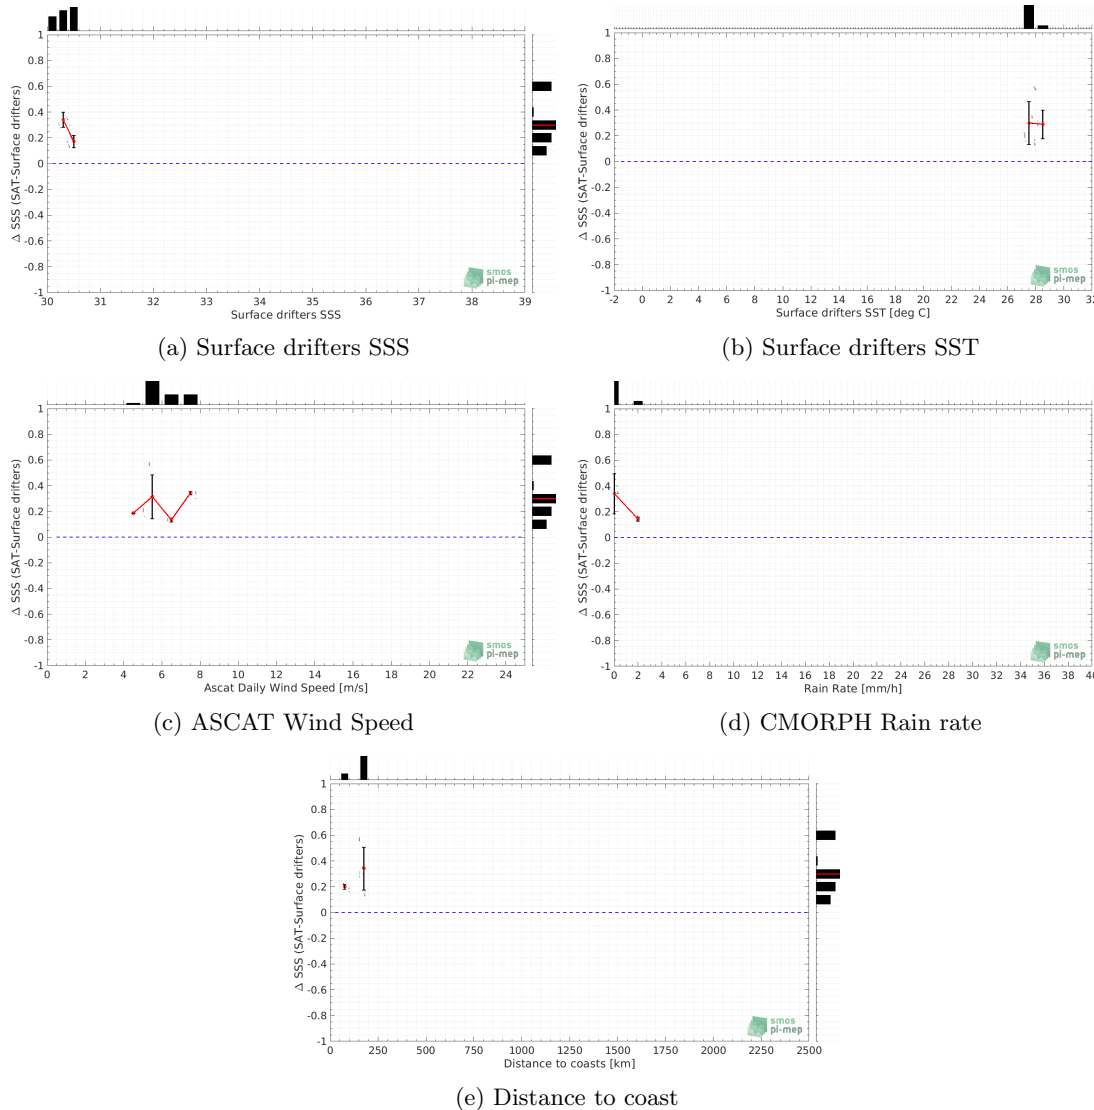 1
0.8
0.6
0.4
0.2
0
-0.2
-0.4
-0.6
-0.8
-1
Δ SSS (SAT-Surface drifters)
30 31 32 33 34 35 36 37 38 39
Surface drifters SSS
smos
pi-mep
(a) Surface drifters SSS
1
0.8
0.6
0.4
0.2
0
-0.2
-0.4
-0.6
-0.8
-1
Δ SSS (SAT-Surface drifters)
-2 0 2 4 6 8 10 12 14 16 18 20 22 24 26 28 30 32
Surface drifters SST [deg C]
smos
pi-mep
(b) Surface drifters SST
1
0.8
0.6
0.4
0.2
0
-0.2
-0.4
-0.6
-0.8
-1
Δ SSS (SAT-Surface drifters)
0 2 4 6 8 10 12 14 16 18 20 22 24
Ascat Daily Wind Speed [m/s]
smos
pi-mep
(c) ASCAT Wind Speed
1
0.8
0.6
0.4
0.2
0
-0.2
-0.4
-0.6
-0.8
-1
Δ SSS (SAT-Surface drifters)
0 2 4 6 8 10 12 14 16 18 20 22 24 26 28 30 32 34 36 38 40
Rain Rate [mm/h]
smos
pi-mep
(d) CMORPH Rain rate
1
0.8
0.6
0.4
0.2
0
-0.2
-0.4
-0.6
-0.8
-1
Δ SSS (SAT-Surface drifters)
0 250 500 750 1000 1250 1500 1750 2000 2250 2500
Distance to coasts [km]
smos
pi-mep
(e) Distance to coast